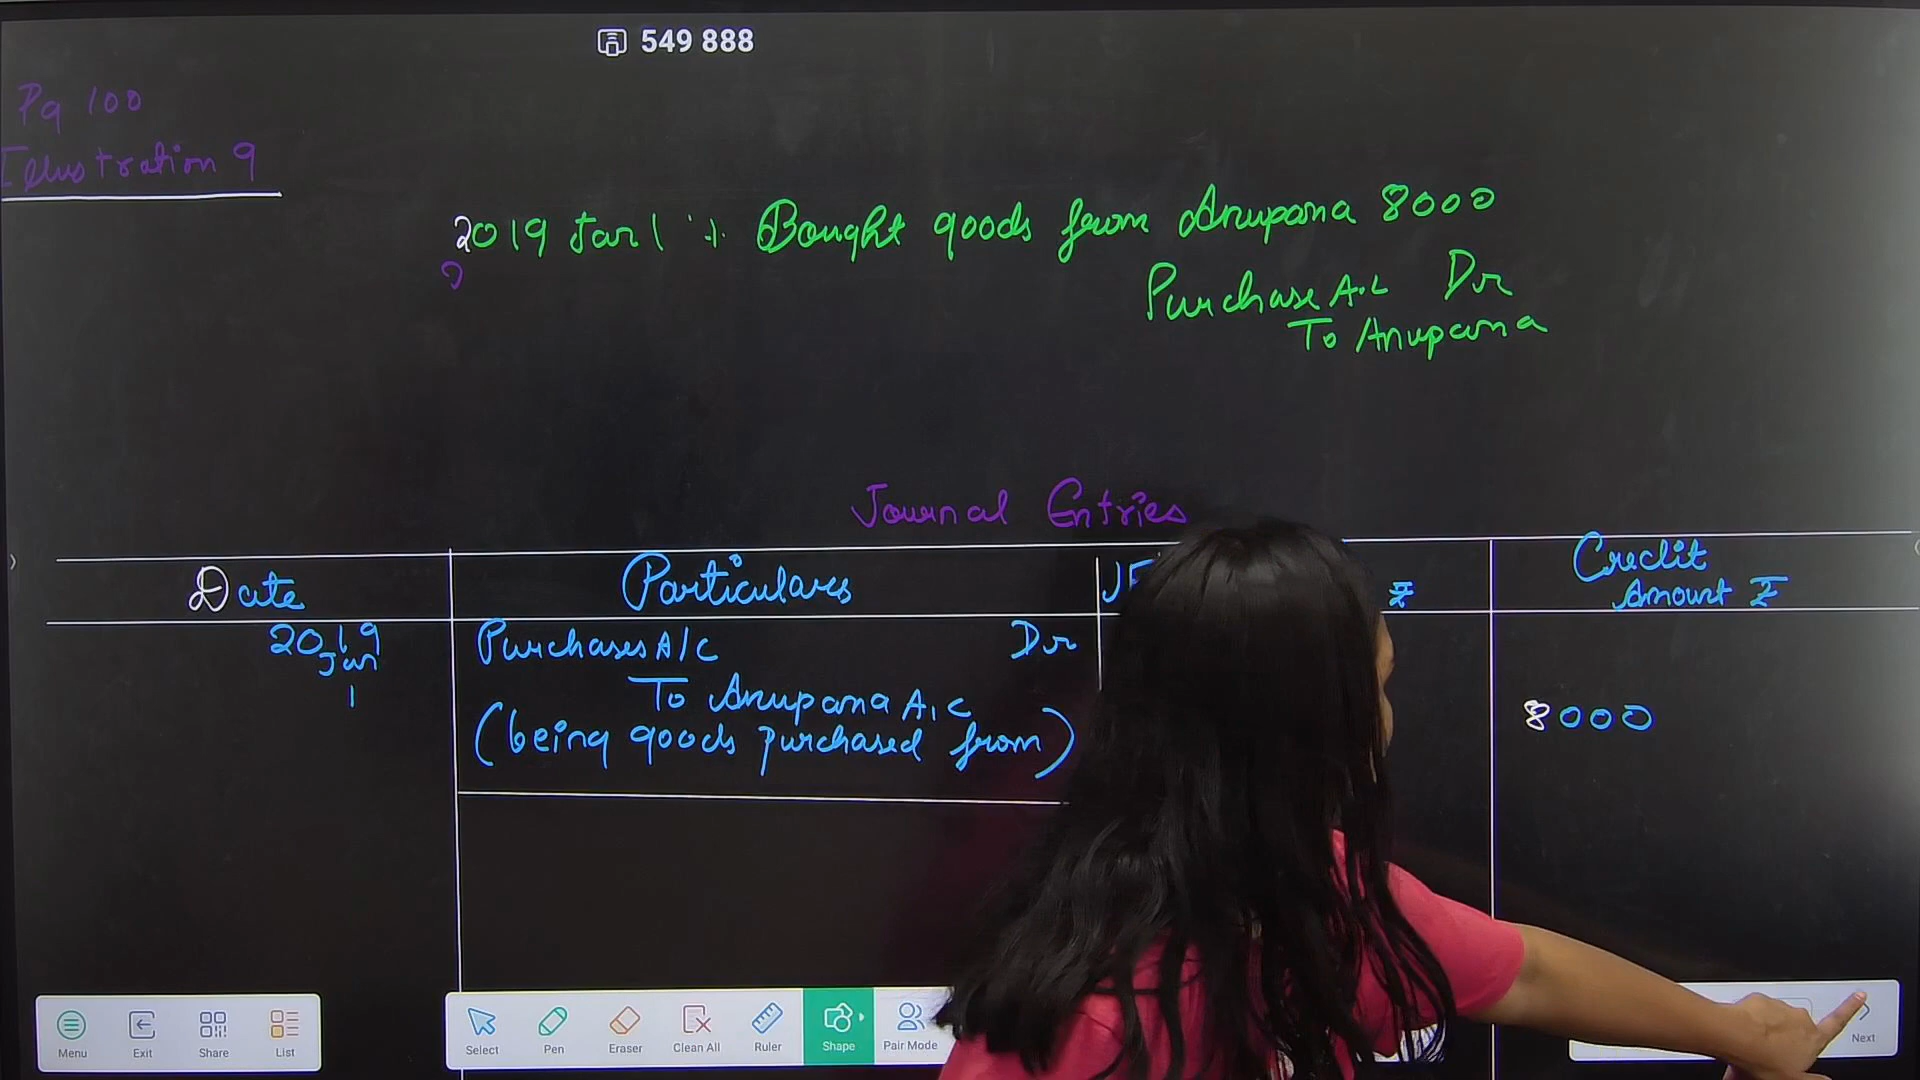 549 888
Pg 100
Illustration 9
2019 Jan 1 :- Bought goods from Anupama 8000
Purchase A.C Dr
To Anupama
Journal Entries
Date Particulars ₹ Credit Amount ₹
2019 Jan 1 Purchases A/C Dr
To Anupama A/C 8000
(being goods purchased from)
Menu Exit Share List Select Pen Eraser Clean All Ruler Shape Pair Mode Next